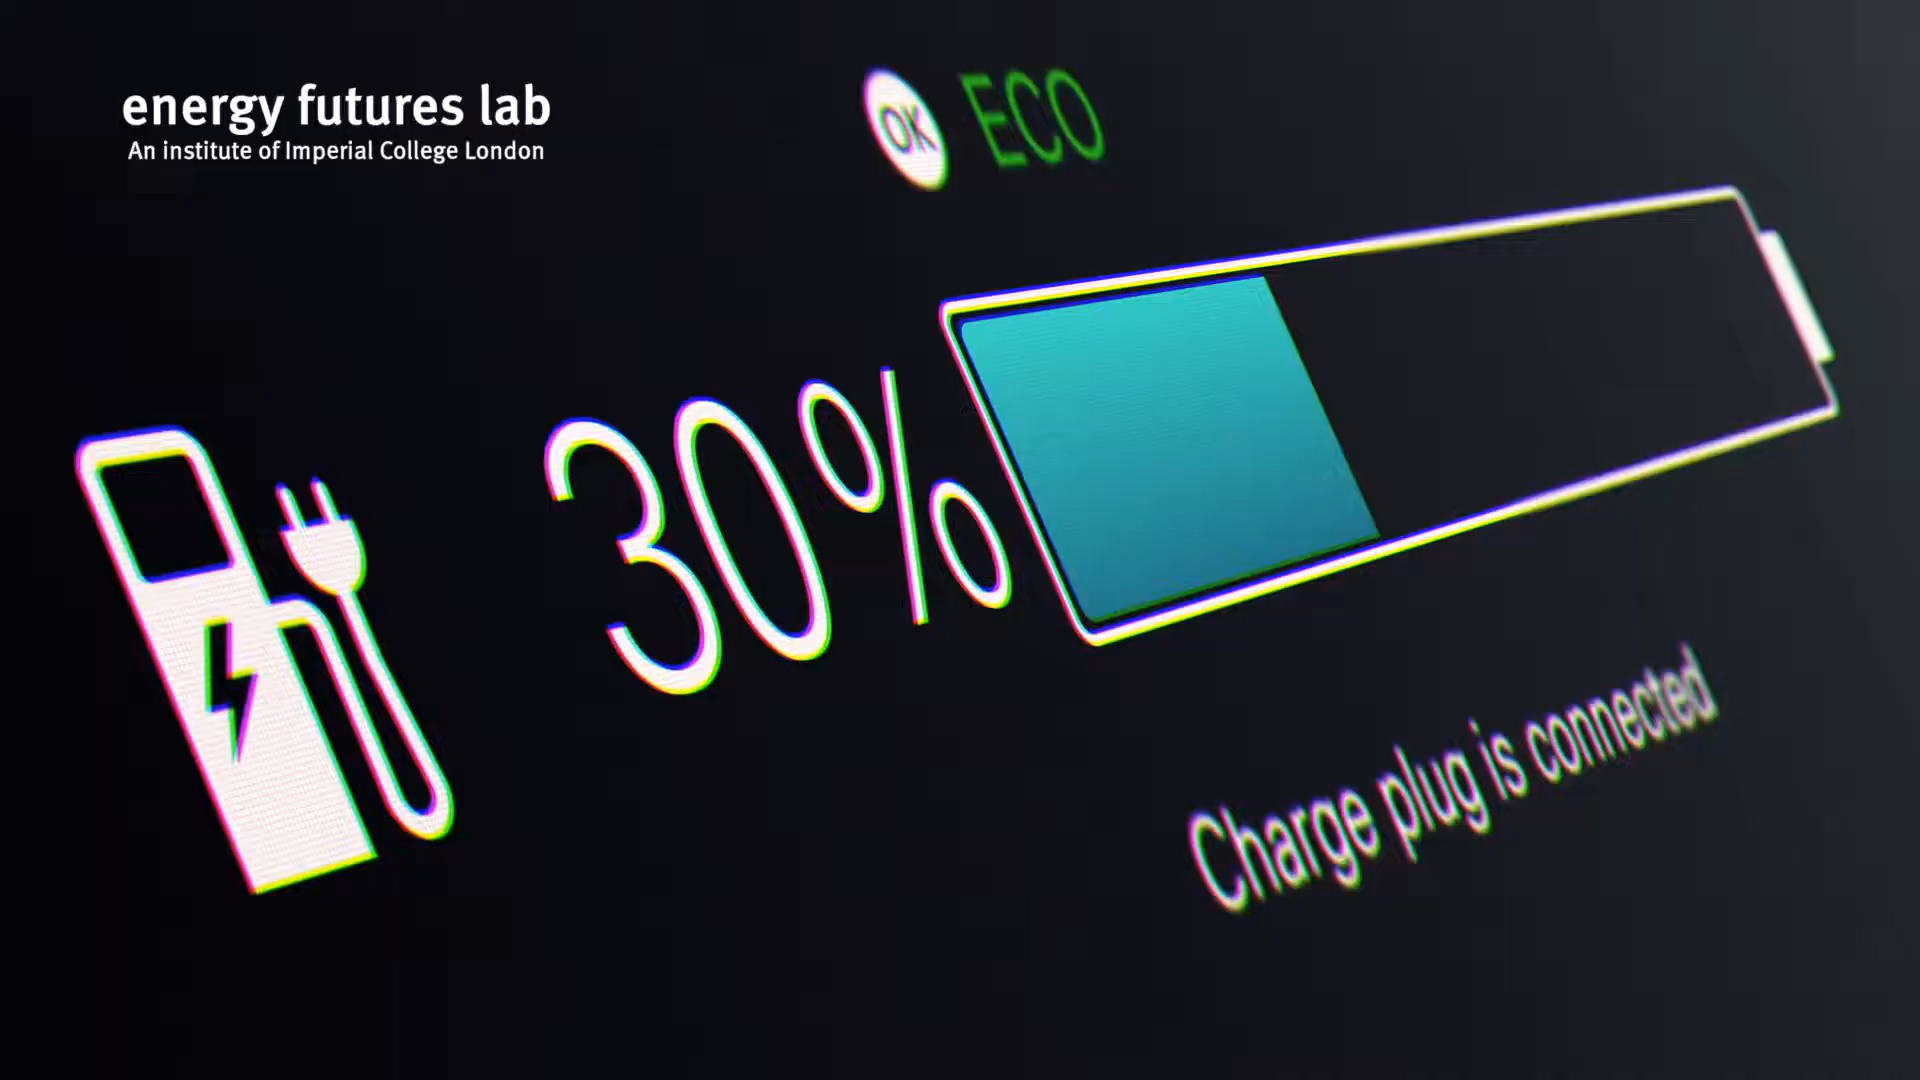 energy futures lab
An institute of Imperial College London
OK ECO
30%
Charge plug is connected